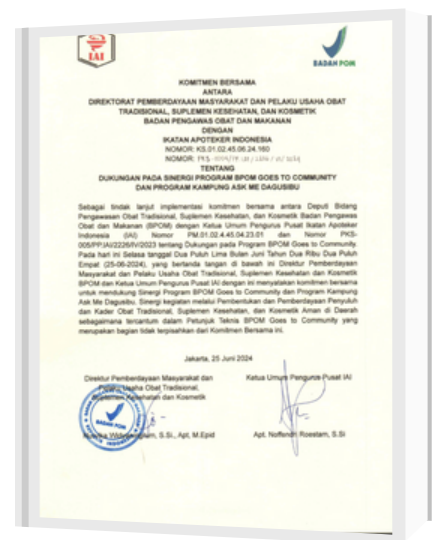 IAI
BADAN POM
KOMITMEN BERSAMA
ANTARA
DIREKTORAT PEMBERDAYAAN MASYARAKAT DAN PELAKU USAHA OBAT
TRADISIONAL, SUPLEMEN KESEHATAN, DAN KOSMETIK
BADAN PENGAWAS OBAT DAN MAKANAN
DENGAN
IKATAN APOTEKER INDONESIA
NOMOR: KS.01.02.45.06.24.160
NOMOR:
TENTANG
DUKUNGAN PADA SINERGI PROGRAM BPOM GOES TO COMMUNITY
DAN PROGRAM KAMPUNG ASK ME DAGUSIBU
Sebagai tindak lanjut implementasi komitmen bersama antara Deputi Bidang
Pengawasan Obat Tradisional, Suplemen Kesehatan, dan Kosmetik Badan Pengawas
Obat dan Makanan (BPOM) dengan Ketua Umum Pengurus Pusat Ikatan Apoteker
Indonesia (IAI) Nomor PM.01.02.4.45.04.23.01 dan Nomor PKS-
005/PP.IAI/2226/IV/2023 tentang Dukungan pada Program BPOM Goes to Community.
Pada hari ini Selasa tanggal Dua Puluh Lima Bulan Juni Tahun Dua Ribu Dua Puluh
Empat (25-06-2024), yang bertanda tangan di bawah ini Direktur Pemberdayaan
Masyarakat dan Pelaku Usaha Obat Tradisional, Suplemen Kesehatan dan Kosmetik
BPOM dan Ketua Umum Pengurus Pusat IAI dengan ini menyatakan komitmen bersama
untuk mendukung Sinergi Program BPOM Goes to Community dan Program Kampung
Ask Me Dagusibu. Sinergi kegiatan melalui Pembentukan dan Pemberdayaan Penyuluh
dan Kader Obat Tradisional, Suplemen Kesehatan, dan Kosmetik Aman di Daerah
sebagaimana tercantum dalam Petunjuk Teknis BPOM Goes to Community yang
merupakan bagian tidak terpisahkan dari Komitmen Bersama ini.
Jakarta, 25 Juni 2024
Direktur Pemberdayaan Masyarakat dan
Pelaku Usaha Obat Tradisional,
Suplemen Kesehatan dan Kosmetik
Ketua Umum Pengurus Pusat IAI
BADAN POM
S.Si., Apt, M.Epid
Apt. Noffendri Roestam, S.Si